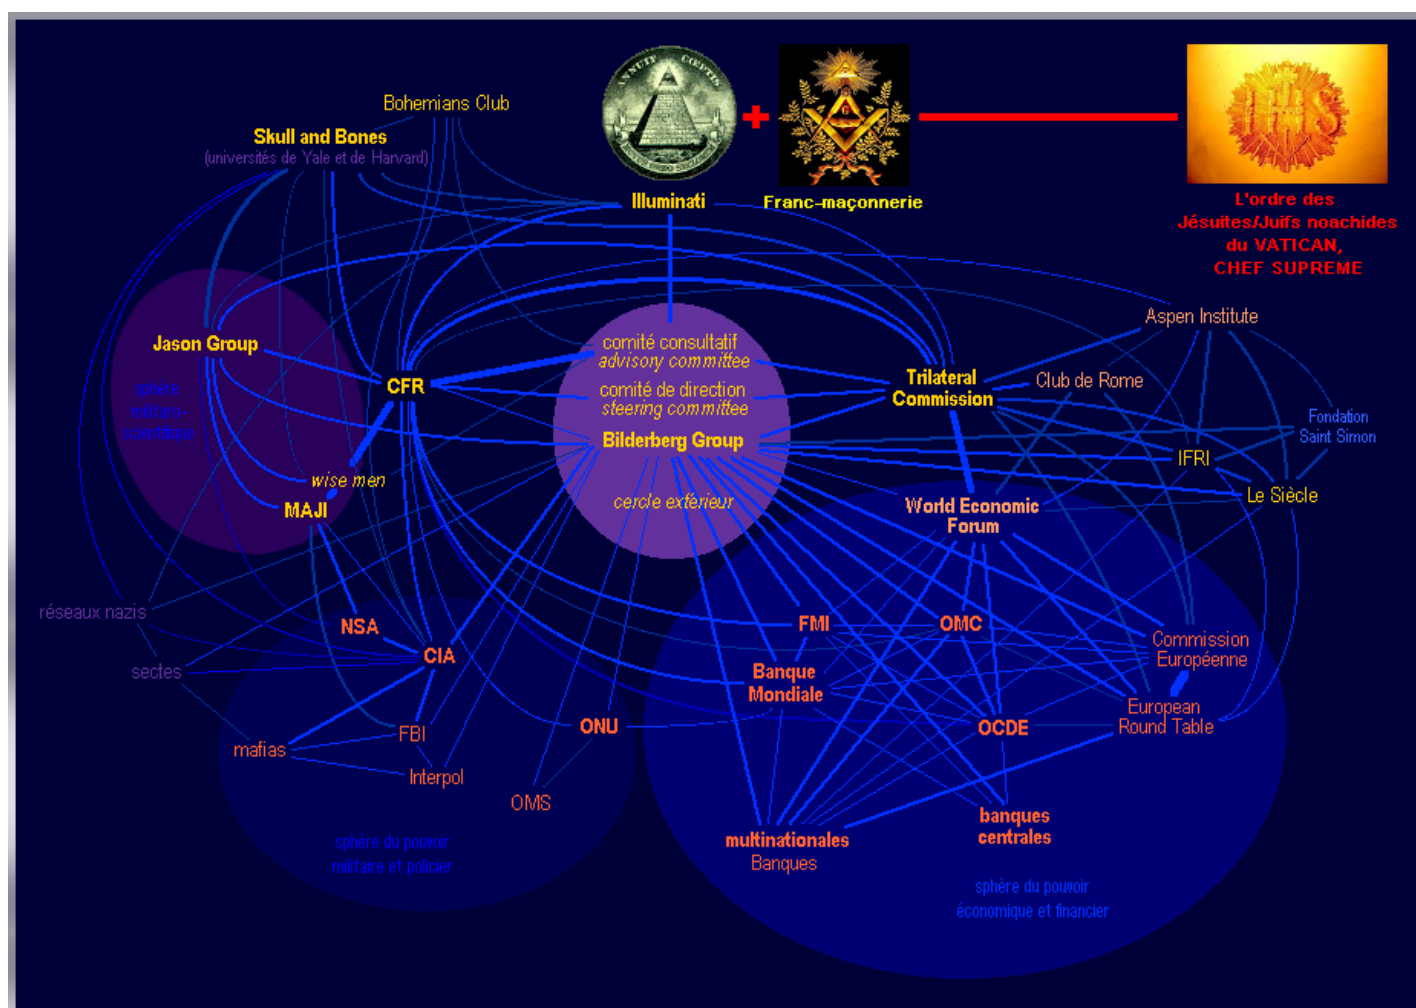 ANNUIT CŒPTIS
Bohemians Club
Skull and Bones
(universités de Yale et de Harvard)
G
IHS
Illuminati
Franc-maçonnerie
L'ordre des
Jésuites/Juifs noachides
du VATICAN,
CHEF SUPREME
Aspen Institute
Jason Group
comité consultatif
advisory committee
CFR
comité de direction
steering committee
Trilateral
Commission
Club de Rome
sphère
militaro-
scientifique
Fondation
Saint Simon
Bilderberg Group
IFRI
wise men
Le Siècle
MAJI
cercle extérieur
World Economic
Forum
réseaux nazis
NSA
FMI
OMC
Commission
Européenne
CIA
sectes
Banque
Mondiale
European
Round Table
FBI
ONU
OCDE
mafias
Interpol
OMS
banques
centrales
multinationales
Banques
sphère du pouvoir
militaire et policier
sphère du pouvoir
économique et financier